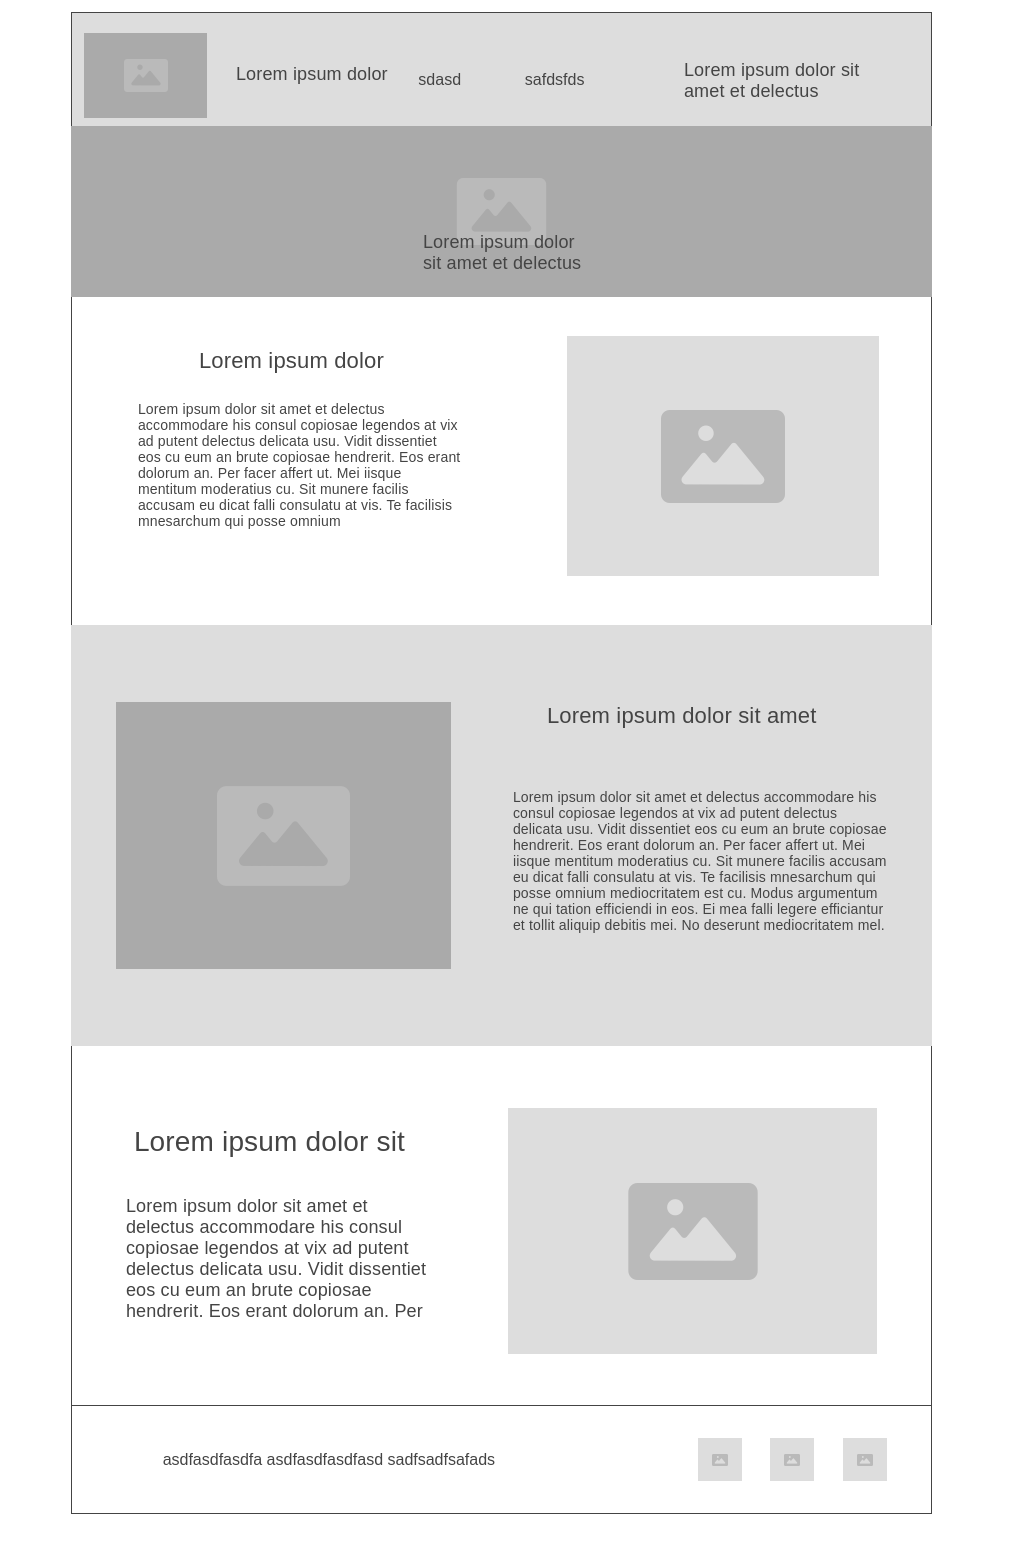 Lorem ipsum dolor
sdasd
safdsfds
Lorem ipsum dolor sit
amet et delectus
Lorem ipsum dolor
sit amet et delectus
Lorem ipsum dolor
Lorem ipsum dolor sit amet et delectus
accommodare his consul copiosae legendos at vix
ad putent delectus delicata usu. Vidit dissentiet
eos cu eum an brute copiosae hendrerit. Eos erant
dolorum an. Per facer affert ut. Mei iisque
mentitum moderatius cu. Sit munere facilis
accusam eu dicat falli consulatu at vis. Te facilisis
mnesarchum qui posse omnium
Lorem ipsum dolor sit amet
Lorem ipsum dolor sit amet et delectus accommodare his
consul copiosae legendos at vix ad putent delectus
delicata usu. Vidit dissentiet eos cu eum an brute copiosae
hendrerit. Eos erant dolorum an. Per facer affert ut. Mei
iisque mentitum moderatius cu. Sit munere facilis accusam
eu dicat falli consulatu at vis. Te facilisis mnesarchum qui
posse omnium mediocritatem est cu. Modus argumentum
ne qui tation efficiendi in eos. Ei mea falli legere efficiantur
et tollit aliquip debitis mei. No deserunt mediocritatem mel.
Lorem ipsum dolor sit
Lorem ipsum dolor sit amet et
delectus accommodare his consul
copiosae legendos at vix ad putent
delectus delicata usu. Vidit dissentiet
eos cu eum an brute copiosae
hendrerit. Eos erant dolorum an. Per
asdfasdfasdfa asdfasdfasdfasd sadfsadfsafads